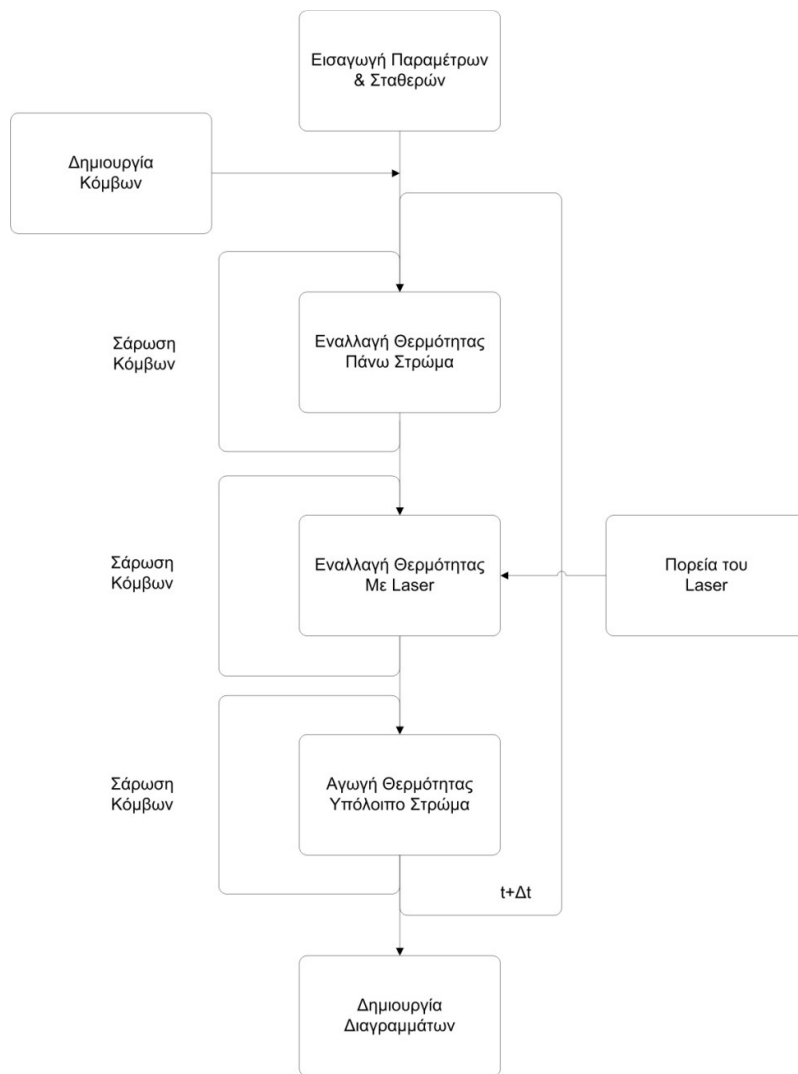 Εισαγωγή Παραμέτρων
& Σταθερών
Δημιουργία
Κόμβων
Σάρωση
Κόμβων
Εναλλαγή Θερμότητας
Πάνω Στρώμα
Σάρωση
Κόμβων
Εναλλαγή Θερμότητας
Με Laser
Πορεία του
Laser
Σάρωση
Κόμβων
Αγωγή Θερμότητας
Υπόλοιπο Στρώμα
t+Δt
Δημιουργία
Διαγραμμάτων